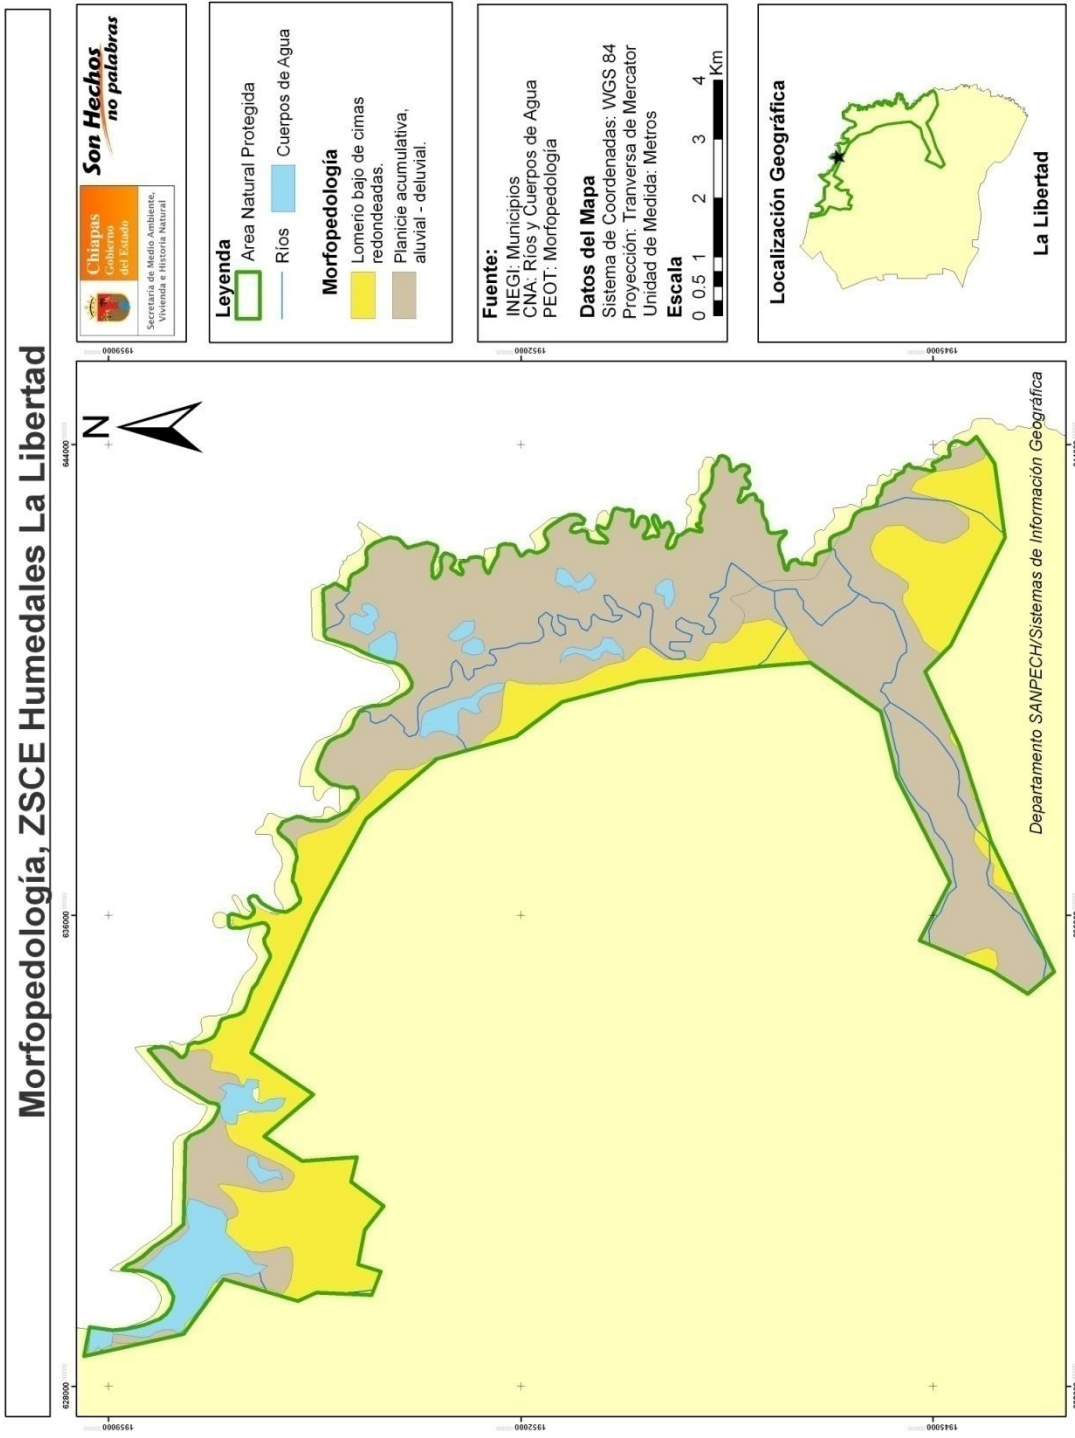 Morfopedología, ZSCE Humedales La Libertad
Chiapas
Gobierno
del Estado
Secretaría de Medio Ambiente,
Vivienda e Historia Natural
Son Hechos
no palabras
Leyenda
Area Natural Protegida
Ríos
Cuerpos de Agua
Morfopedología
Lomerio bajo de cimas
redondeadas.
Planicie acumulativa,
aluvial - deluvial.
Fuente:
INEGI: Municipios
CNA: Ríos y Cuerpos de Agua
PEOT: Morfopedología
Datos del Mapa
Sistema de Coordenadas: WGS 84
Proyección: Tranversa de Mercator
Unidad de Medida: Metros
Escala
0 0.5 1 2 3 4
Km
Localización Geográfica
La Libertad
N
628000 636000 644000
1959000 1959000
1952000 1952000
1945000 1945000
Departamento SANPECH/Sistemas de Información Geográfica